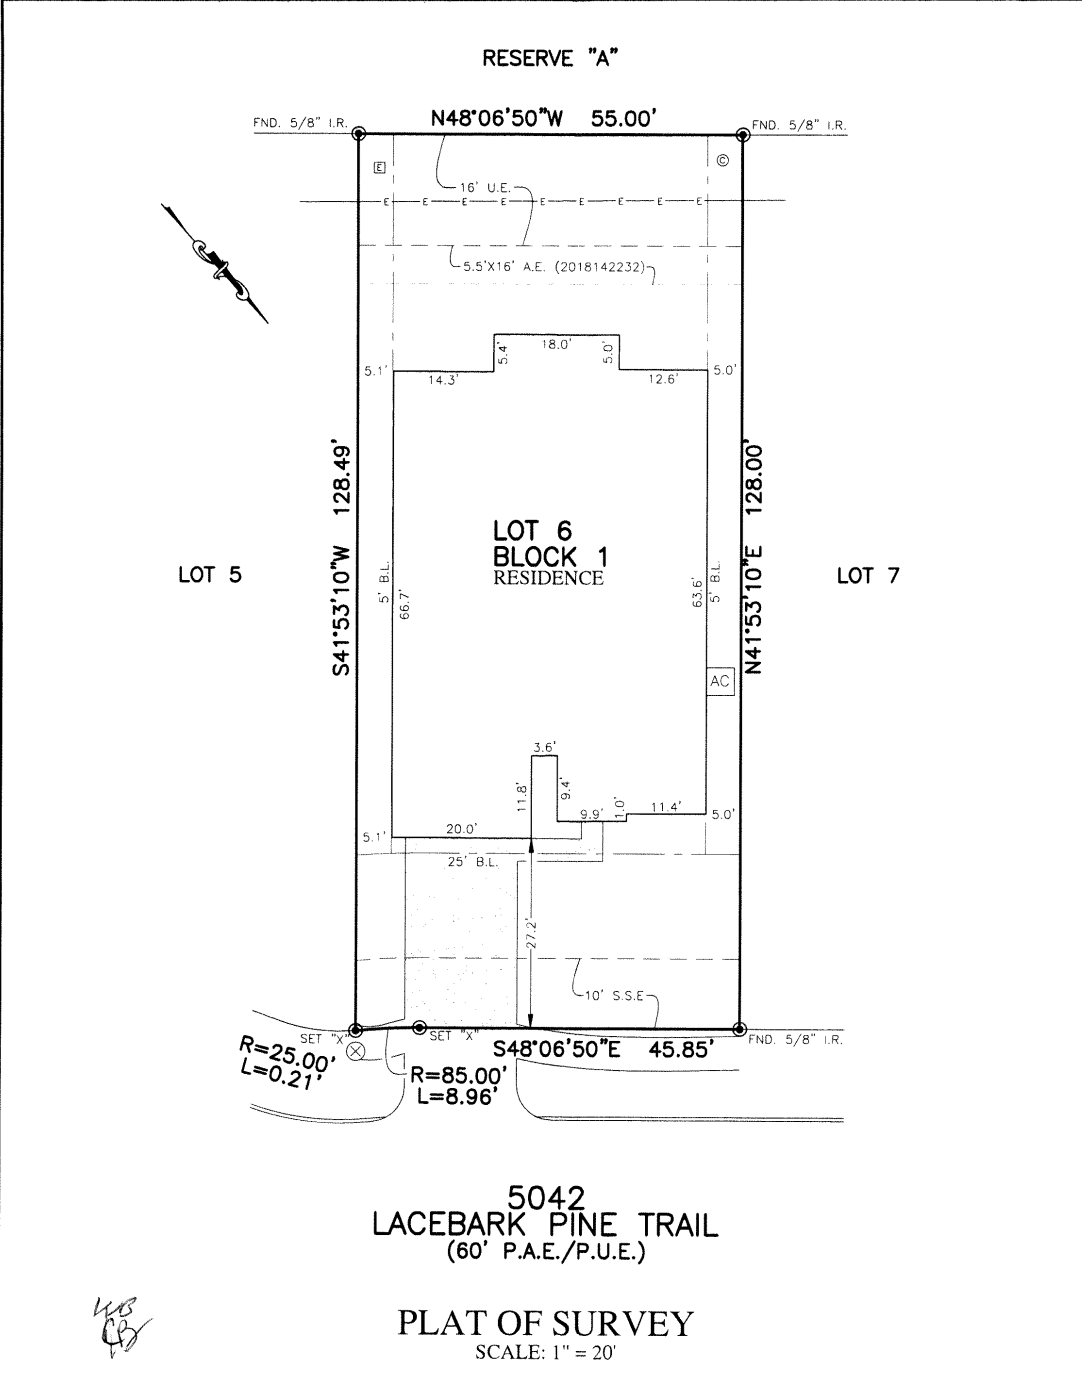 RESERVE "A"
N48°06'50"W 55.00'
FND. 5/8" I.R.
FND. 5/8" I.R.
E
C
16' U.E.
E E E E E E E E E
5.5'X16' A.E. (2018142232)
18.0'
5.4'
5.0'
5.1'
14.3'
12.6'
5.0'
S41°53'10"W 128.49'
N41°53'10"E 128.00'
LOT 6
BLOCK 1
RESIDENCE
LOT 5
LOT 7
5' B.L.
66.7'
63.6'
5' B.L.
AC
3.6'
11.8'
9.4'
9.9'
1.0'
11.4'
5.0'
5.1'
20.0'
25' B.L.
27.2'
10' S.S.E
SET "X"
SET "X"
FND. 5/8" I.R.
S48°06'50"E 45.85'
R=25.00'
L=0.21'
R=85.00'
L=8.96'
5042
LACEBARK PINE TRAIL
(60' P.A.E./P.U.E.)
PLAT OF SURVEY
SCALE: 1" = 20'